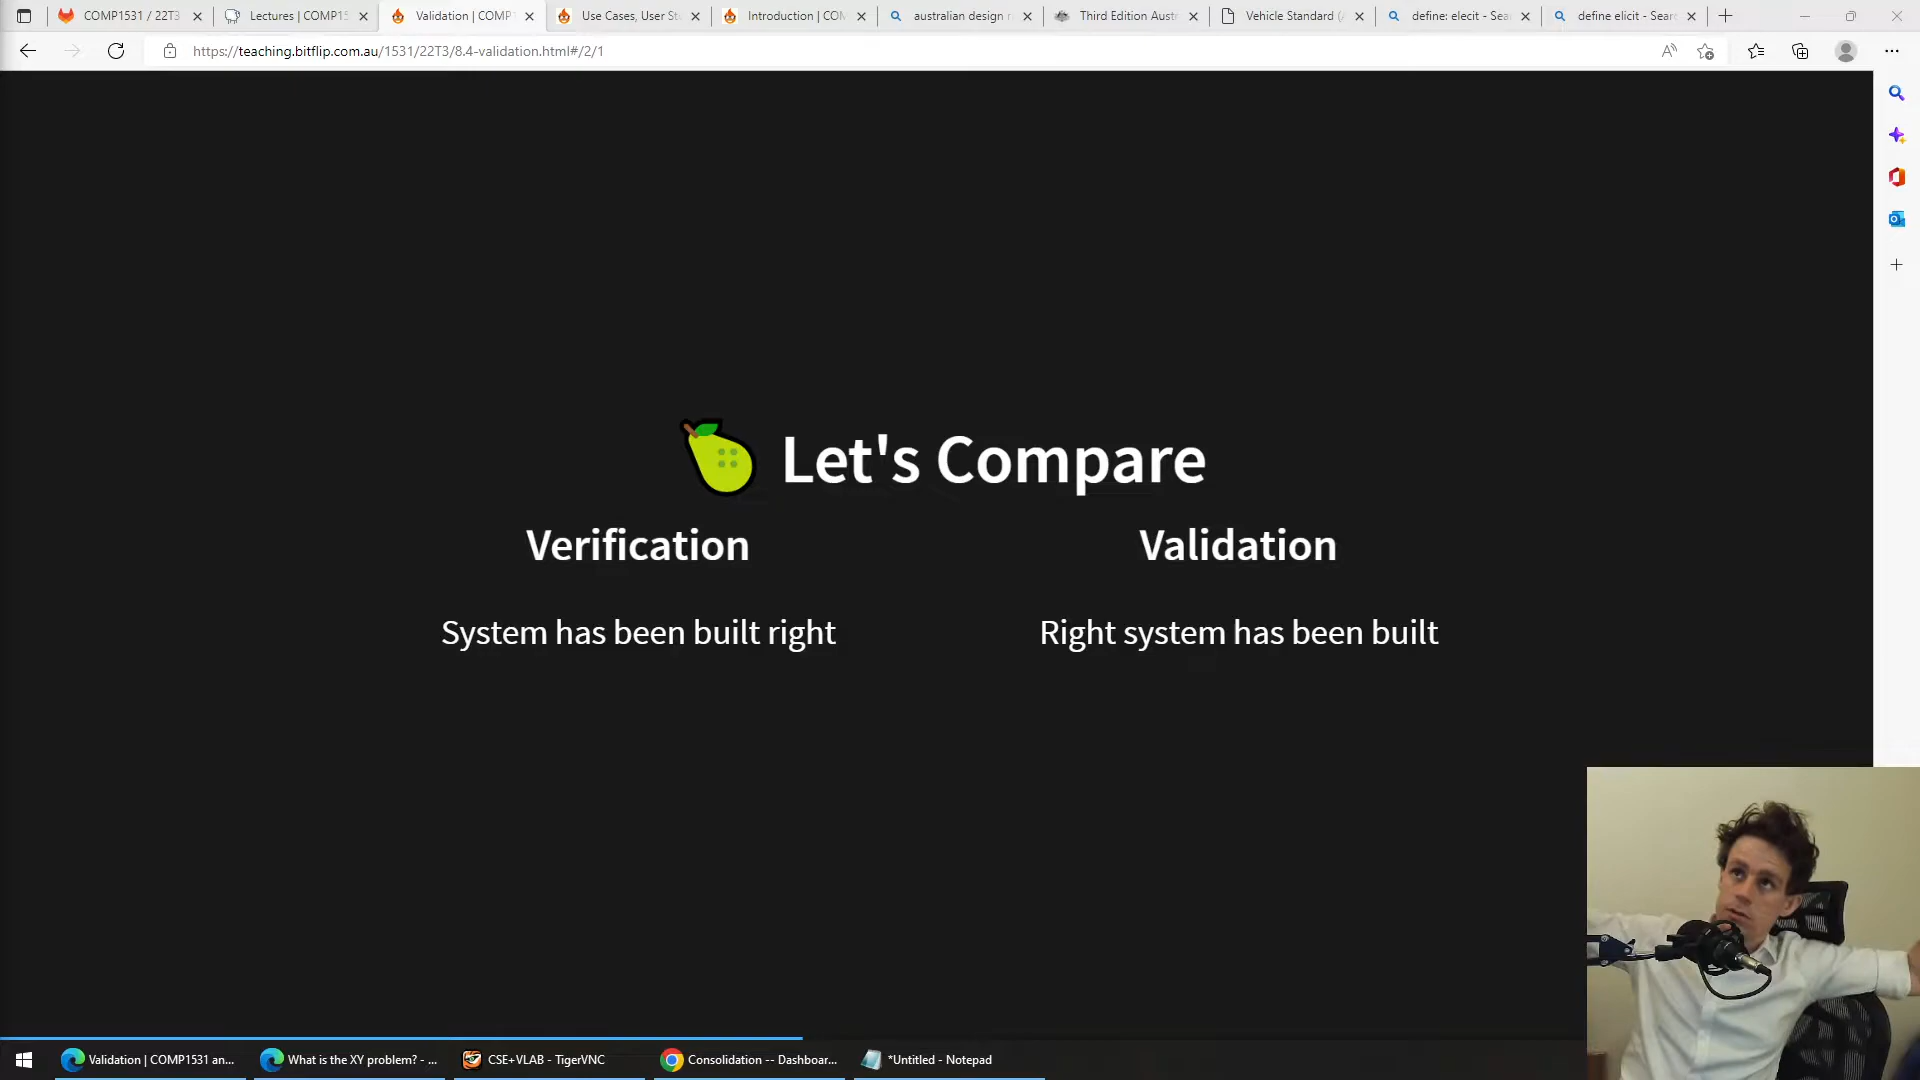 COMP1531 / 22T3
Lectures | COMP15
Validation | COMP1
Use Cases, User St
Introduction | COM
australian design r
Third Edition Aust
Vehicle Standard (A
define: elecit - Sea
define elicit - Sear
https://teaching.bitflip.com.au/1531/22T3/8.4-validation.html#/2/1
Let's Compare
Verification
Validation
System has been built right
Right system has been built
Validation | COMP1531 an...
What is the XY problem? - ...
CSE+VLAB - TigerVNC
Consolidation -- Dashboar...
*Untitled - Notepad